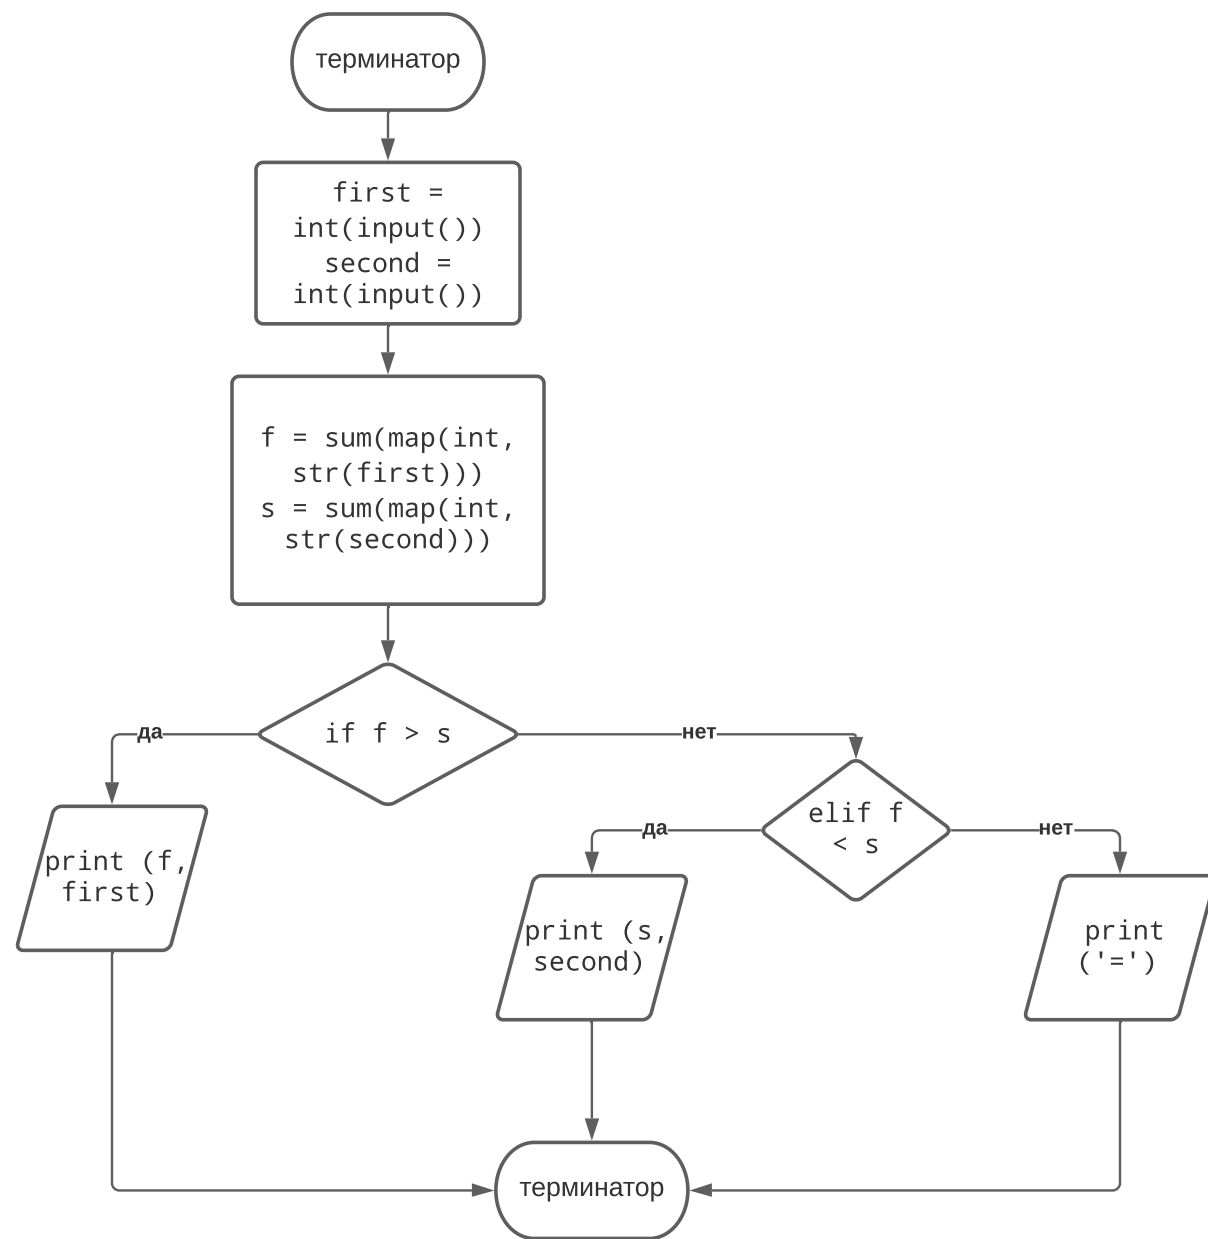 терминатор
first =
int(input())
second =
int(input())
f = sum(map(int,
str(first)))
s = sum(map(int,
str(second)))
if f > s
да
нет
elif f
< s
да
нет
print (f,
first)
print (s,
second)
print
('=')
терминатор